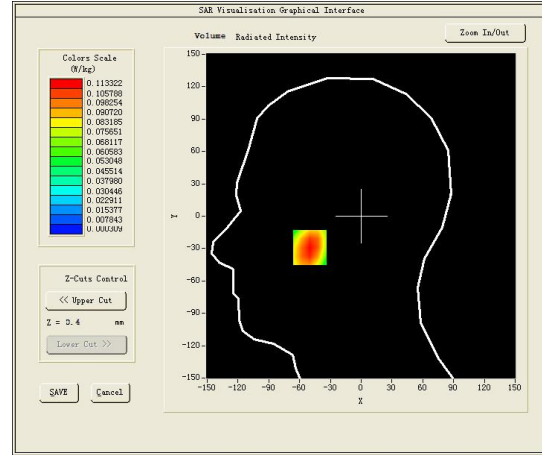 SAR Visualisation Graphical Interface
Volume Radiated Intensity
Zoom In/Out
Colors Scale
(W/kg)
0.113322
0.105788
0.098254
0.090720
0.083185
0.075651
0.068117
0.060583
0.053048
0.045514
0.037980
0.030446
0.022911
0.015377
0.007843
0.000309
Z-Cuts Control
<< Upper Cut
Z = 3.4 mm
Lower Cut >>
SAVE
Cancel
150
120
90
60
30
0
-30
-60
-90
-120
-150
Y
-150 -120 -90 -60 -30 0 30 60 90 120 150
X